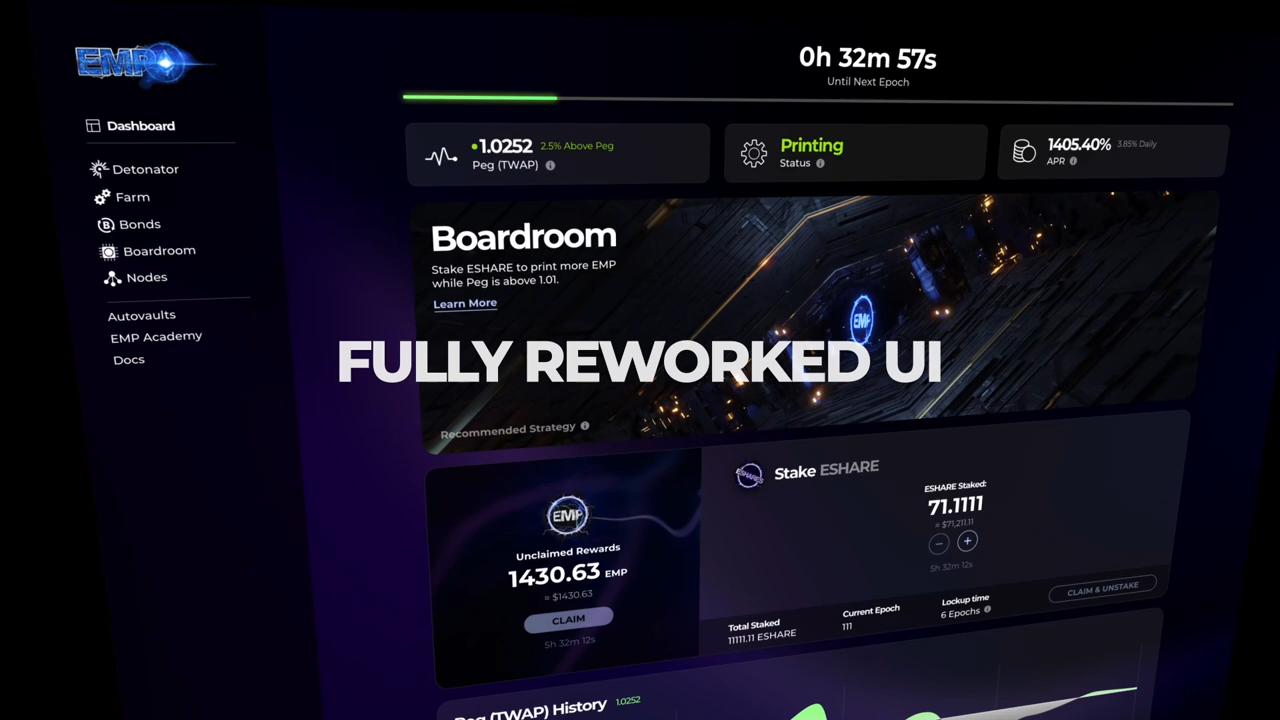 EMP
0h 32m 57s
Until Next Epoch
Dashboard
Detonator
Farm
Bonds
Boardroom
Nodes
Autovaults
EMP Academy
Docs
1.0252 2.5% Above Peg
Peg (TWAP)
Printing
Status
1405.40% 3.85% Daily
APR
Boardroom
Stake ESHARE to print more EMP
while Peg is above 1.01.
Learn More
EMP
FULLY REWORKED UI
Recommended Strategy
EMP
Unclaimed Rewards
1430.63 EMP
≈ $1430.63
CLAIM
5h 32m 12s
ESHARES
Stake ESHARE
ESHARE Staked:
71.1111
≈ $71,211.11
5h 32m 12s
Total Staked
11111.11 ESHARE
Current Epoch
111
Lockup time
6 Epochs
CLAIM & UNSTAKE
Peg (TWAP) History 1.0252